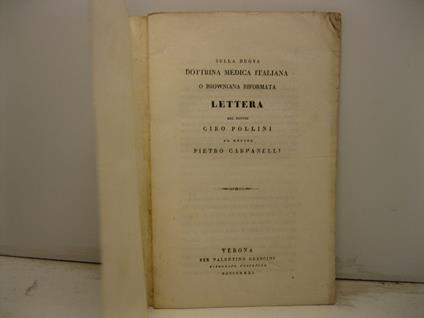 SULLA NUOVA
DOTTRINA MEDICA ITALIANA
O BROWNIANA RIFORMATA
LETTERA
DEL DOTTOR
CIRO POLLINI
AL DOTTOR
PIETRO CARPANELLI
VERONA
PER VALENTINO CRESCINI